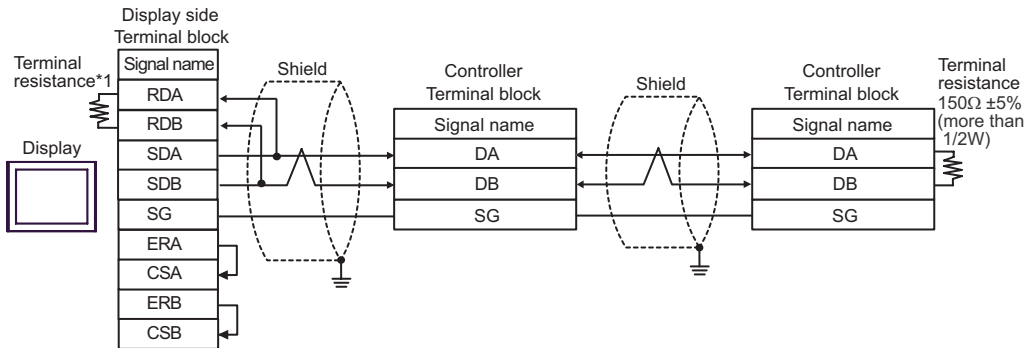 Display side
Terminal block
Terminal
resistance*1
Signal name
RDA
RDB
SDA
SDB
SG
ERA
CSA
ERB
CSB
Display
Shield
Controller
Terminal block
Signal name
DA
DB
SG
Shield
Controller
Terminal block
Signal name
DA
DB
SG
Terminal
resistance
150Ω ±5%
(more than
1/2W)